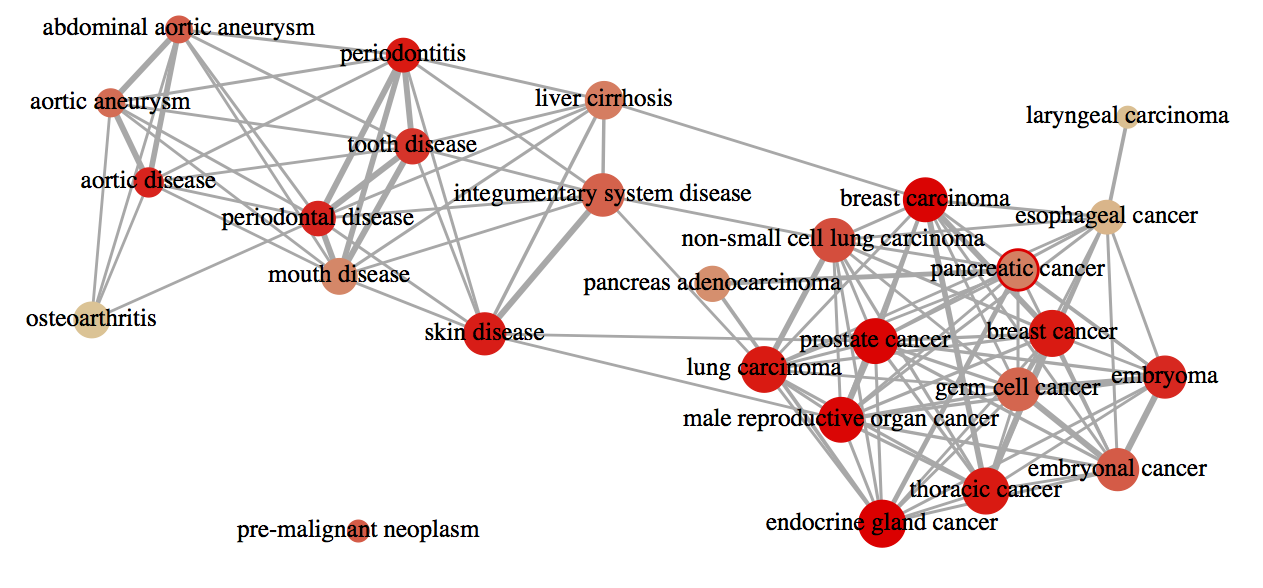 abdominal aortic aneurysm
periodontitis
aortic aneurysm
liver cirrhosis
laryngeal carcinoma
tooth disease
aortic disease
integumentary system disease
breast carcinoma
periodontal disease
esophageal cancer
non-small cell lung carcinoma
mouth disease
pancreas adenocarcinoma
pancreatic cancer
osteoarthritis
skin disease
prostate cancer
breast cancer
lung carcinoma
germ cell cancer
embryoma
male reproductive organ cancer
embryonal cancer
thoracic cancer
pre-malignant neoplasm
endocrine gland cancer